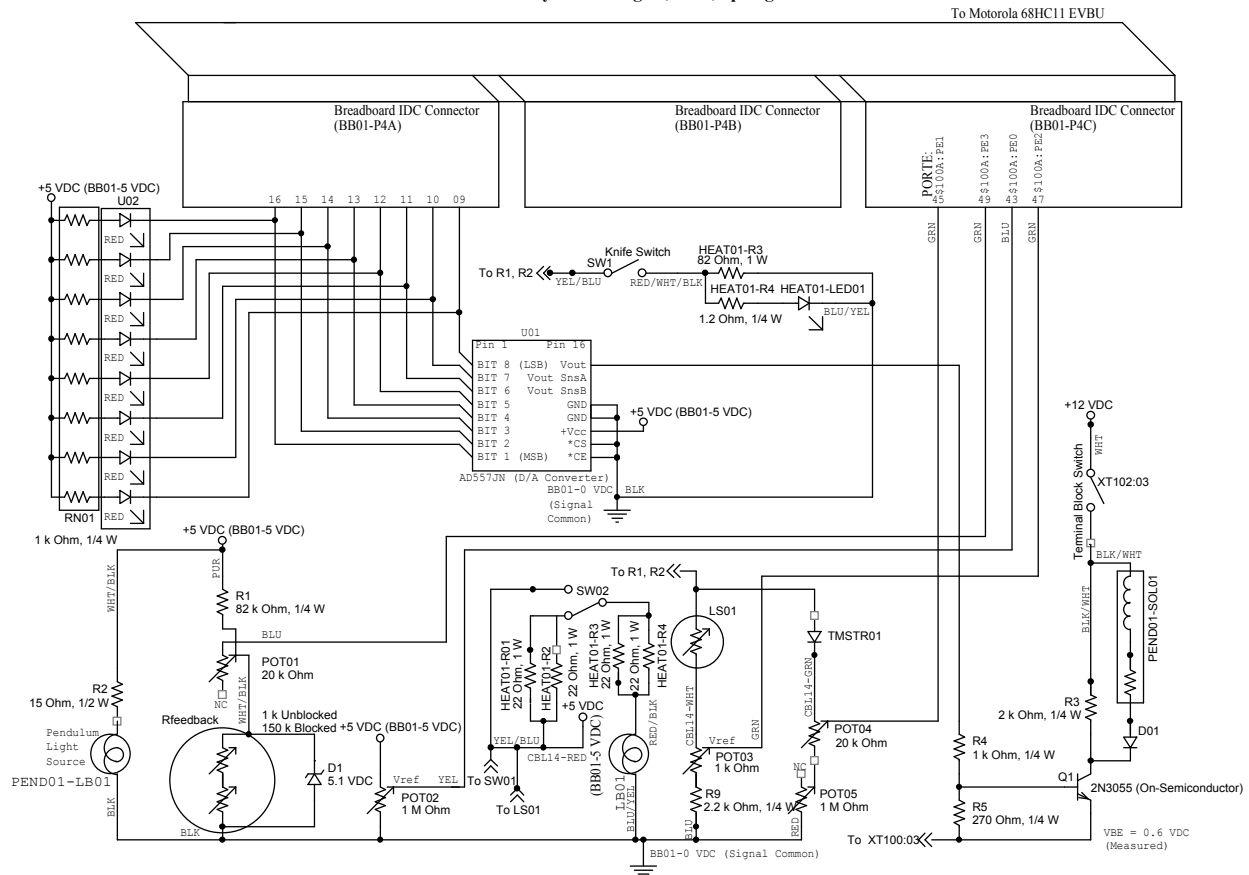 To Motorola 68HC11 EVBU
Breadboard IDC Connector
(BB01-P4A)
Breadboard IDC Connector
(BB01-P4B)
Breadboard IDC Connector
(BB01-P4C)
PORTE:
45$100A:PE1
49$100A:PE3
43$100A:PE0
47$100A:PE2
16 15 14 13 12 11 10 09
GRN
GRN
BLU
GRN
+5 VDC (BB01-5 VDC)
U02
RED
RED
RED
RED
RED
RED
RED
RED
RN01
1 k Ohm, 1/4 W
To R1, R2
YEL/BLU
SW1
Knife Switch
RED/WHT/BLK
HEAT01-R3
82 Ohm, 1 W
HEAT01-R4
HEAT01-LED01
1.2 Ohm, 1/4 W
BLU/YEL
U01
Pin 1 Pin 16
BIT 8 (LSB) Vout
BIT 7 Vout SnsA
BIT 6 Vout SnsB
BIT 5 GND
BIT 4 GND
BIT 3 +Vcc
BIT 2 *CS
BIT 1 (MSB) *CE
AD557JN (D/A Converter)
+5 VDC (BB01-5 VDC)
BB01-0 VDC
(Signal
Common)
BLK
+12 VDC
WHT
Terminal Block Switch
XT102:03
BLK/WHT
BLK/WHT
PEND01-SOL01
R3
2 k Ohm, 1/4 W
D01
R4
1 k Ohm, 1/4 W
Q1
2N3055 (On-Semiconductor)
R5
270 Ohm, 1/4 W
VBE = 0.6 VDC
(Measured)
To XT100:03
+5 VDC (BB01-5 VDC)
WHT/BLK
PUR
R1
82 k Ohm, 1/4 W
BLU
POT01
20 k Ohm
NC
WHT/BLK
R2
15 Ohm, 1/2 W
Pendulum
Light
Source
PEND01-LB01
BLK
Rfeedback
1 k Unblocked
150 k Blocked
D1
5.1 VDC
BLK
+5 VDC (BB01-5 VDC)
Vref
YEL
POT02
1 M Ohm
SW02
HEAT01-R01
22 Ohm, 1 W
HEAT01-R2
22 Ohm, 1 W
HEAT01-R3
22 Ohm, 1 W
22 Ohm, 1 W
HEAT01-R4
+5 VDC
(BB01-5 VDC)
YEL/BLU
CBL14-RED
To SW01
To LS01
RED/BLK
LB01
BLU/YEL
To R1, R2
LS01
CBL14-WHT
Vref
GRN
POT03
1 k Ohm
R9
2.2 k Ohm, 1/4 W
BLU
TMSTR01
CBL14-GRN
POT04
20 k Ohm
NC
POT05
1 M Ohm
RED
BB01-0 VDC (Signal Common)